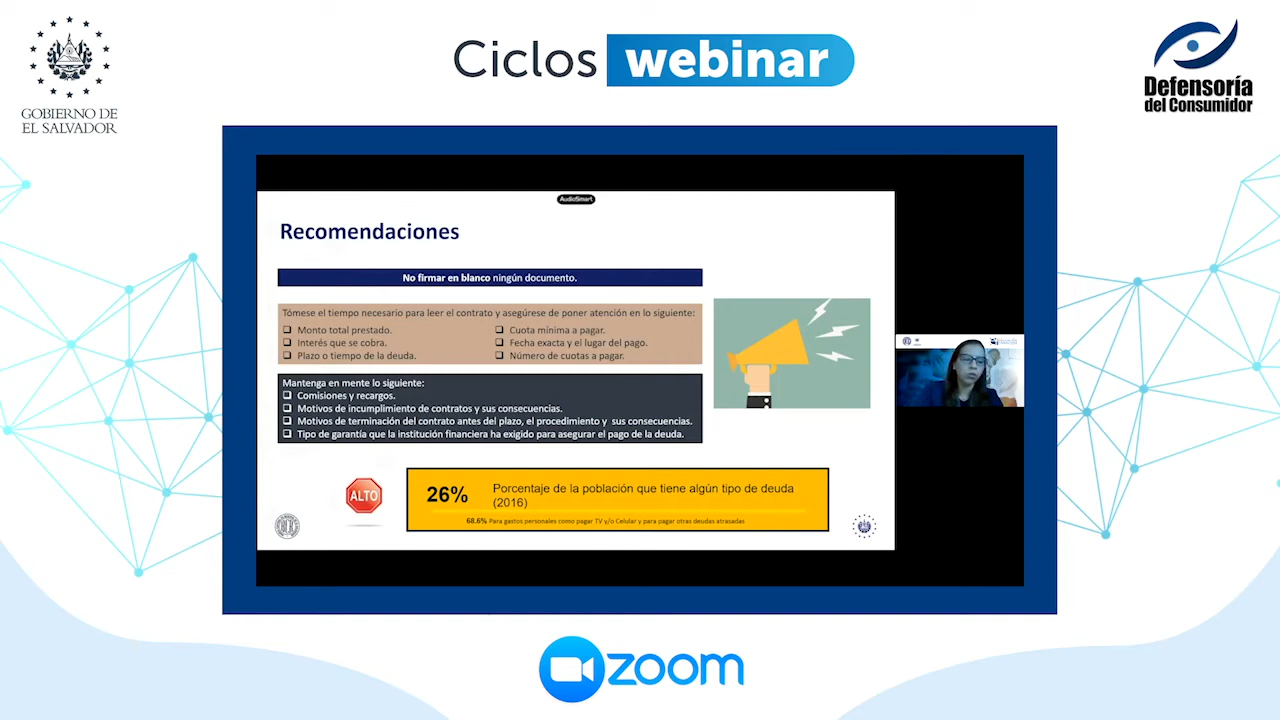 GOBIERNO DE
EL SALVADOR
Ciclos webinar
Defensoría
del Consumidor
AudioSmart
Recomendaciones
No firmar en blanco ningún documento.
Tómese el tiempo necesario para leer el contrato y asegúrese de poner atención en lo siguiente:
Monto total prestado.
Interés que se cobra.
Plazo o tiempo de la deuda.
Cuota mínima a pagar.
Fecha exacta y el lugar del pago.
Número de cuotas a pagar.
Mantenga en mente lo siguiente:
Comisiones y recargos.
Motivos de incumplimiento de contratos y sus consecuencias.
Motivos de terminación del contrato antes del plazo, el procedimiento y sus consecuencias.
Tipo de garantía que la institución financiera ha exigido para asegurar el pago de la deuda.
ALTO
26%
Porcentaje de la población que tiene algún tipo de deuda
(2016)
68.6% Para gastos personales como pagar TV y/o Celular y para pagar otras deudas atrasadas
zoom